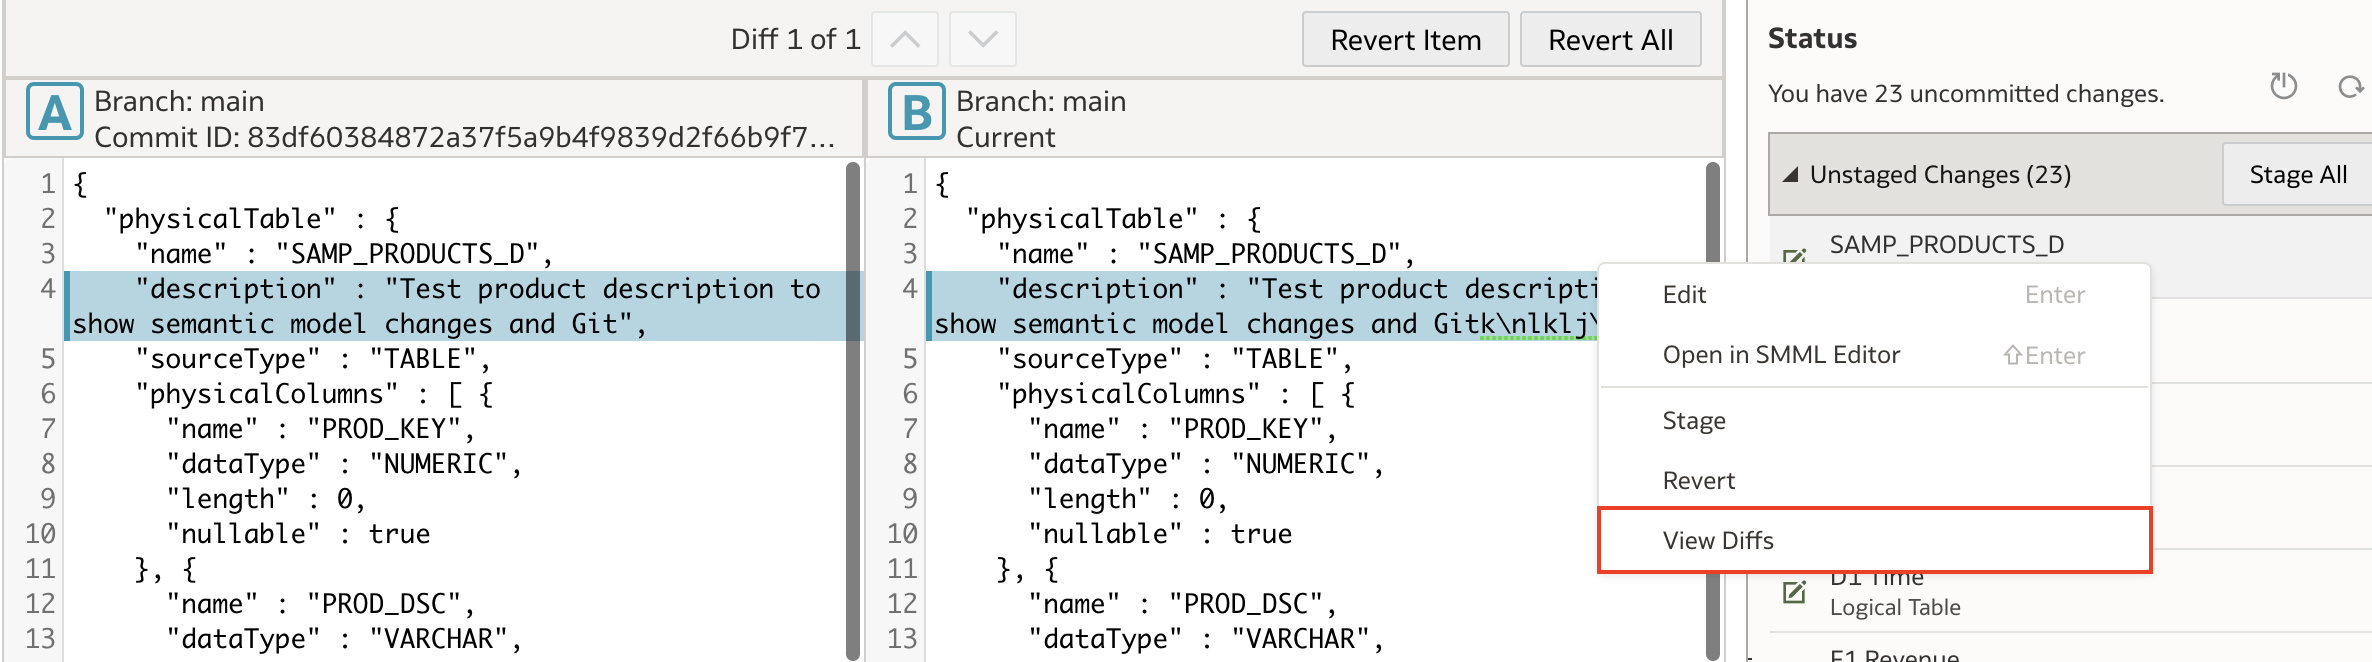 Diff 1 of 1
Revert Item
Revert All
A
Branch: main
Commit ID: 83df60384872a37f5a9b4f9839d2f66b9f7...
1 {
2 "physicalTable" : {
3 "name" : "SAMP_PRODUCTS_D",
4 "description" : "Test product description to
show semantic model changes and Git",
5 "sourceType" : "TABLE",
6 "physicalColumns" : [ {
7 "name" : "PROD_KEY",
8 "dataType" : "NUMERIC",
9 "length" : 0,
10 "nullable" : true
11 }, {
12 "name" : "PROD_DSC",
13 "dataType" : "VARCHAR",
B
Branch: main
Current
1 {
2 "physicalTable" : {
3 "name" : "SAMP_PRODUCTS_D",
4 "description" : "Test product descripti
show semantic model changes and Gitk\nlklj\
5 "sourceType" : "TABLE",
6 "physicalColumns" : [ {
7 "name" : "PROD_KEY",
8 "dataType" : "NUMERIC",
9 "length" : 0,
10 "nullable" : true
11 }, {
12 "name" : "PROD_DSC",
13 "dataType" : "VARCHAR",
Status
You have 23 uncommitted changes.
Unstaged Changes (23)
Stage All
SAMP_PRODUCTS_D
Edit Enter
Open in SMML Editor ⇧Enter
Stage
Revert
View Diffs
D1 Time
Logical Table
F1 Revenue